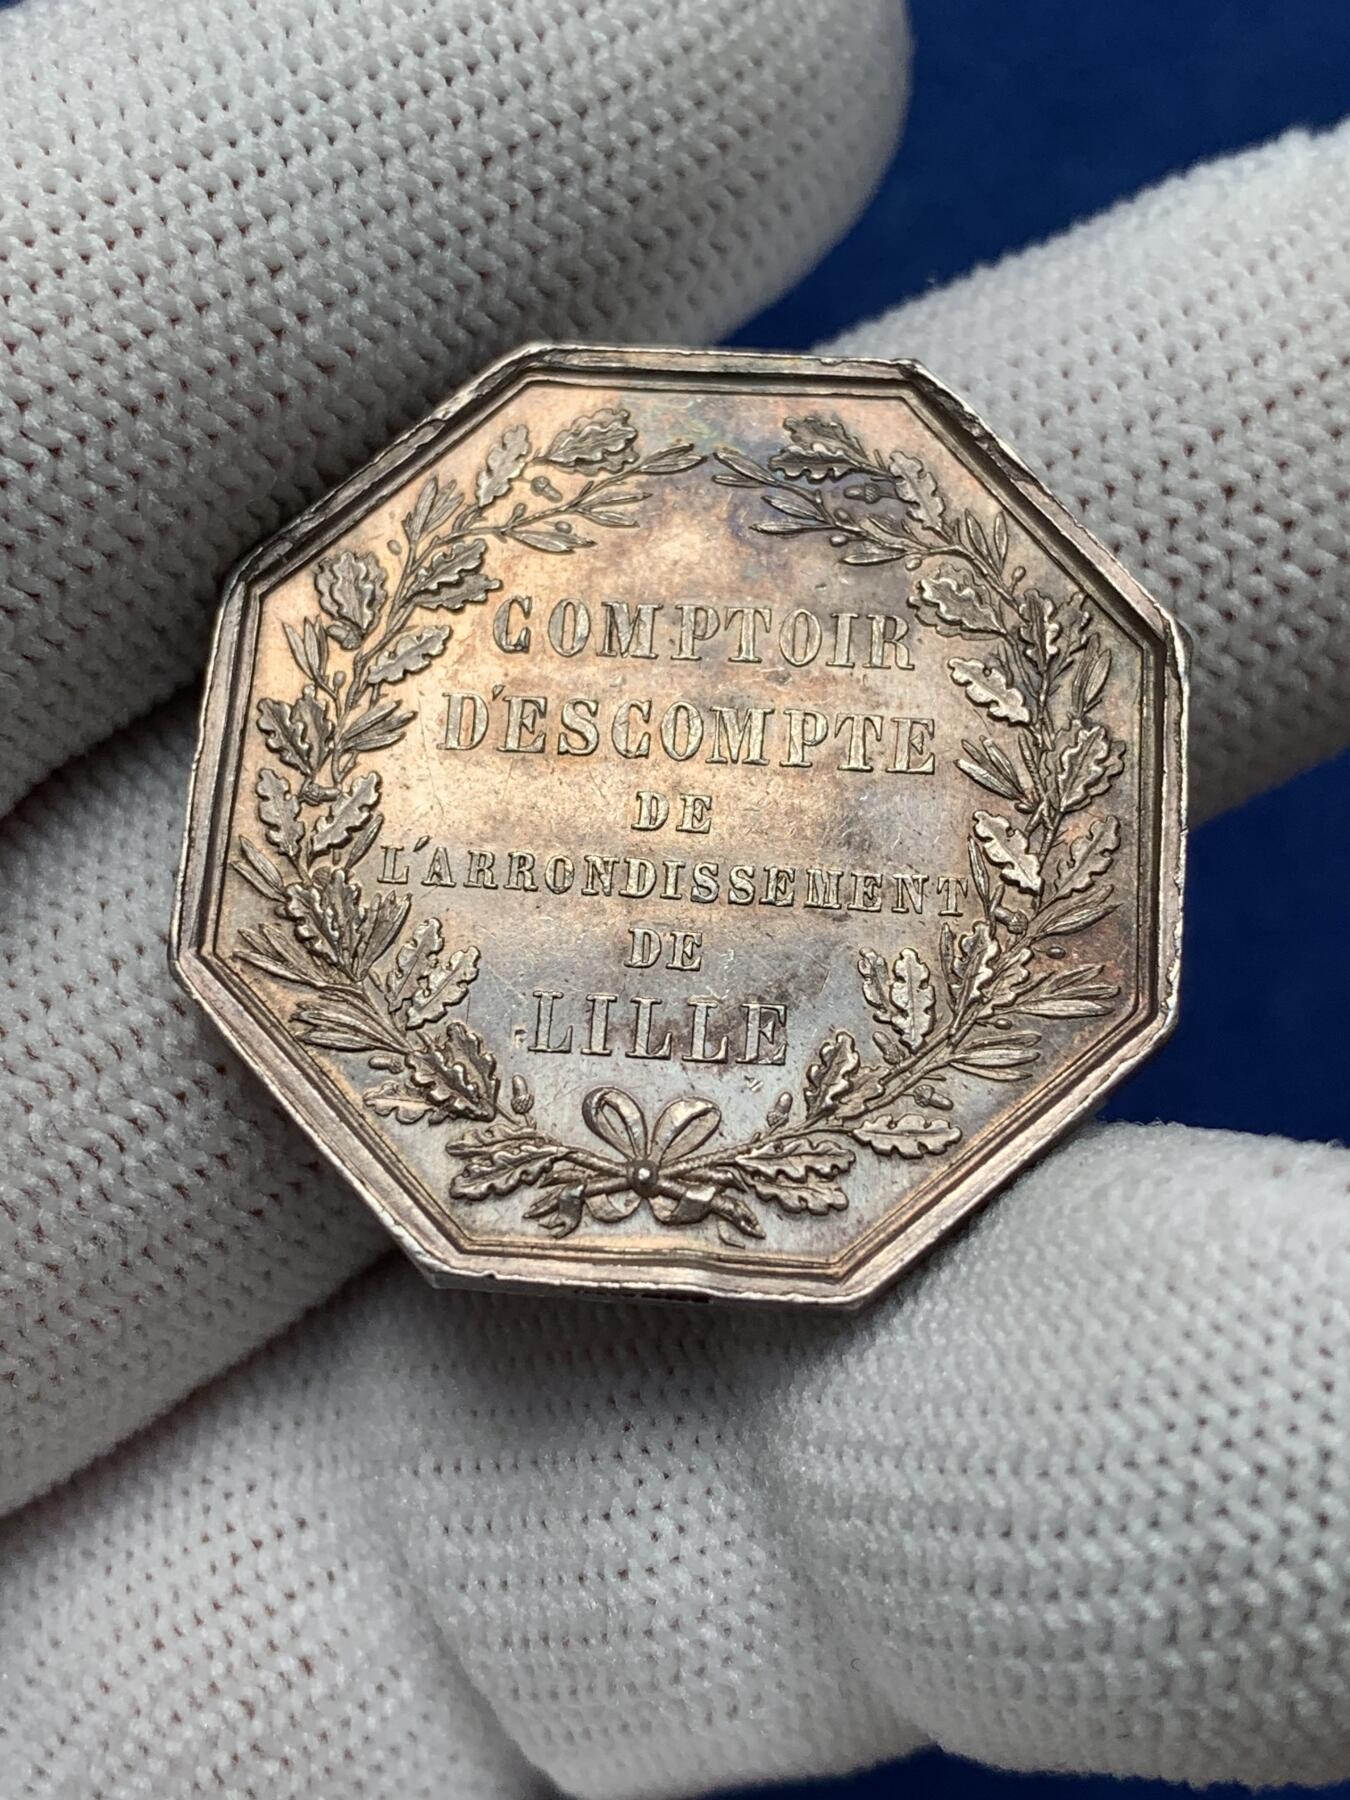 COMPTOIR
D'ESCOMPTE
DE
L'ARRONDISSEMENT
DE
LILLE